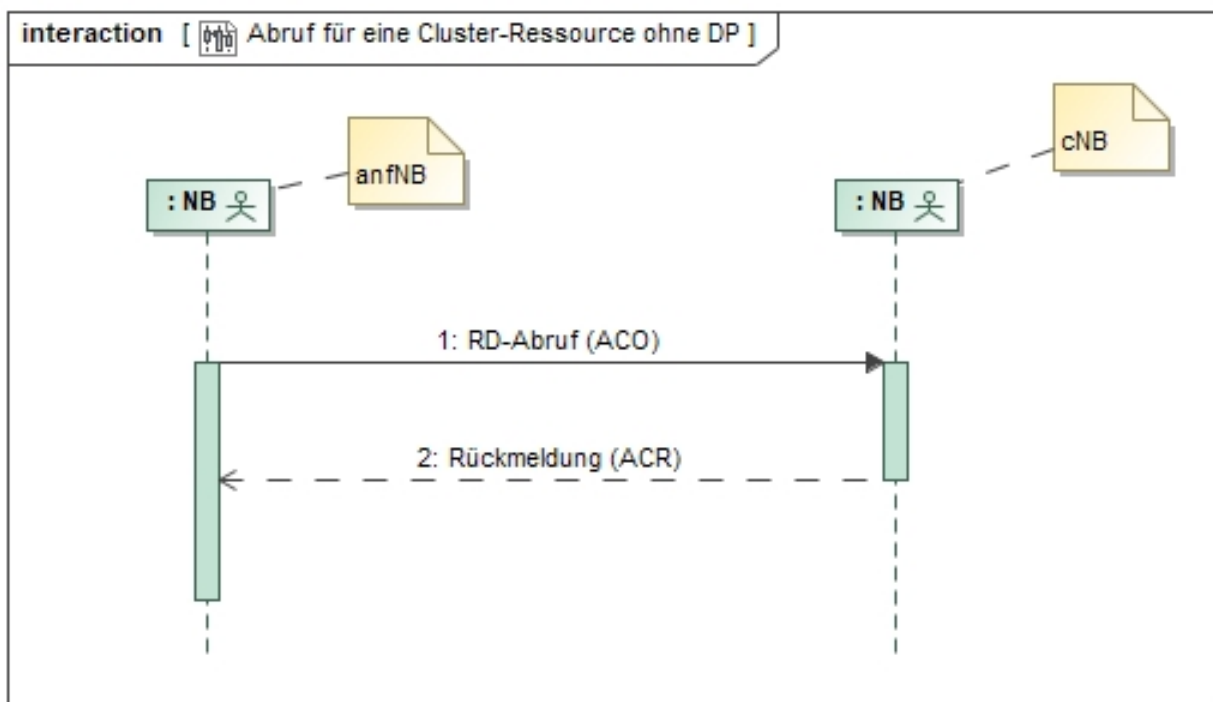 interaction [ Abruf für eine Cluster-Ressource ohne DP ]
cNB
anfNB
: NB
: NB
1: RD-Abruf (ACO)
2: Rückmeldung (ACR)